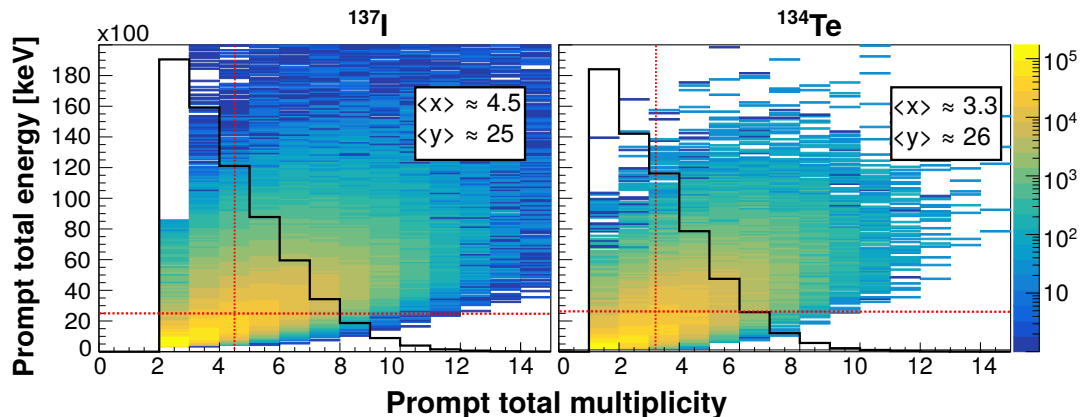 ¹³⁷I ¹³⁴Te
x100
Prompt total energy [keV]
180
160
140
120
100
80
60
40
20
0
<x> ≈ 4.5
<y> ≈ 25
<x> ≈ 3.3
<y> ≈ 26
10⁵
10⁴
10³
10²
10
0 2 4 6 8 10 12 14
0 2 4 6 8 10 12 14
Prompt total multiplicity